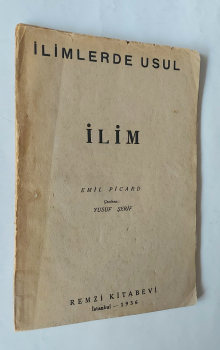 İLİMLERDE USUL
İLİM
EMİL PİCARD
Çeviren:
YUSUF ŞERİF
REMZİ KİTABEVİ
İstanbul — 1936